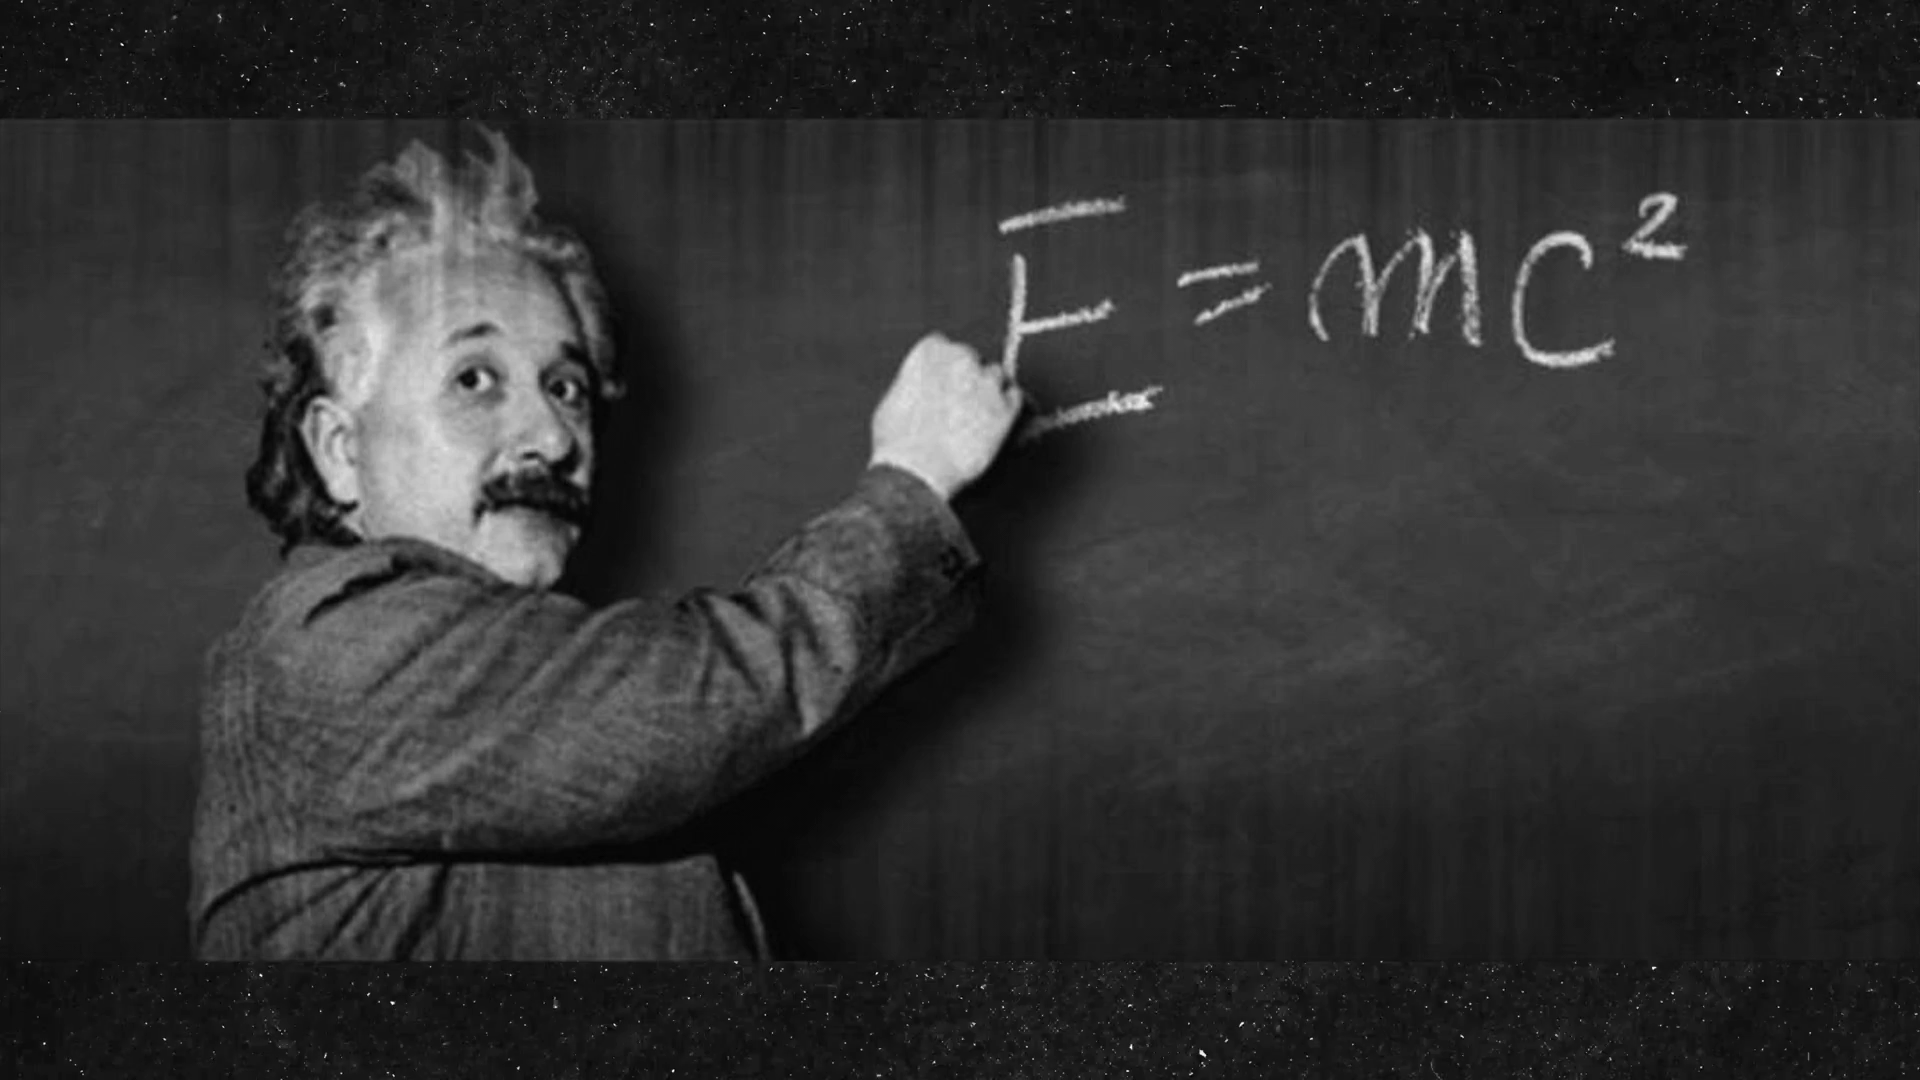 E = mc²